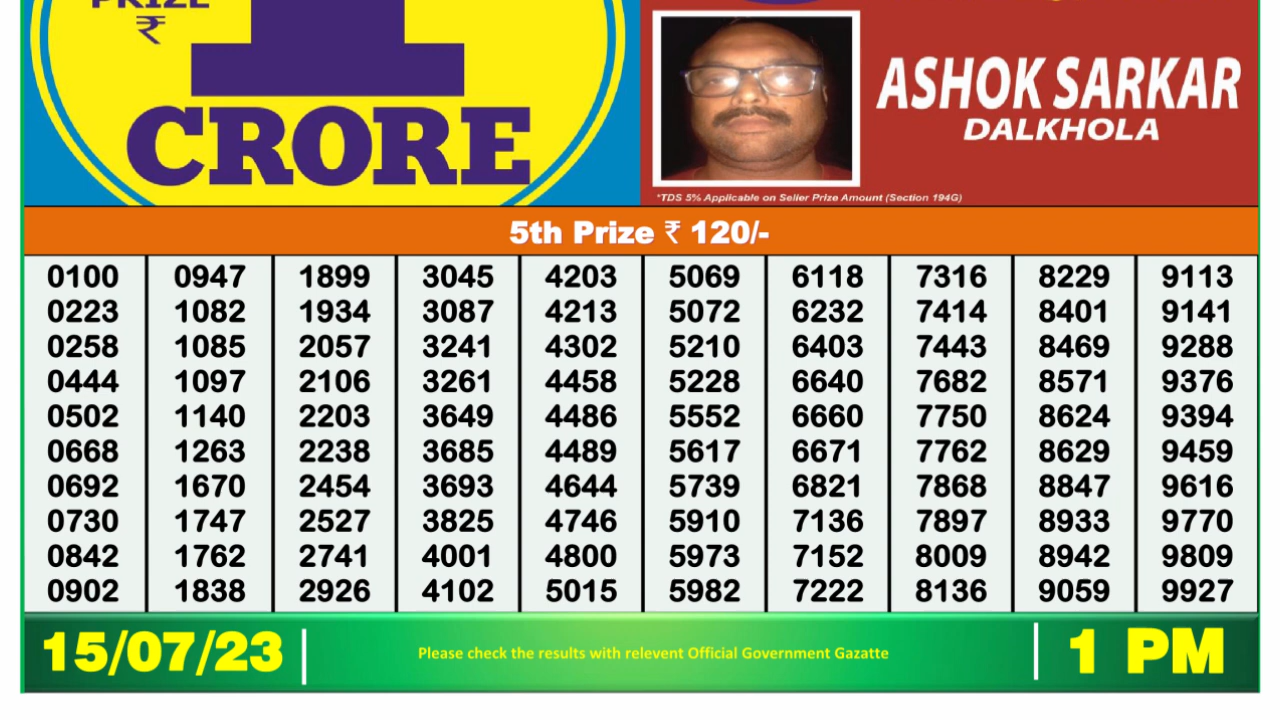 PRIZE
₹
1
CRORE
ASHOK SARKAR
DALKHOLA
*TDS 5% Applicable on Seller Prize Amount (Section 194G)
5th Prize ₹ 120/-
0100 0947 1899 3045 4203 5069 6118 7316 8229 9113
0223 1082 1934 3087 4213 5072 6232 7414 8401 9141
0258 1085 2057 3241 4302 5210 6403 7443 8469 9288
0444 1097 2106 3261 4458 5228 6640 7682 8571 9376
0502 1140 2203 3649 4486 5552 6660 7750 8624 9394
0668 1263 2238 3685 4489 5617 6671 7762 8629 9459
0692 1670 2454 3693 4644 5739 6821 7868 8847 9616
0730 1747 2527 3825 4746 5910 7136 7897 8933 9770
0842 1762 2741 4001 4800 5973 7152 8009 8942 9809
0902 1838 2926 4102 5015 5982 7222 8136 9059 9927
15/07/23
Please check the results with relevent Official Government Gazatte
1 PM